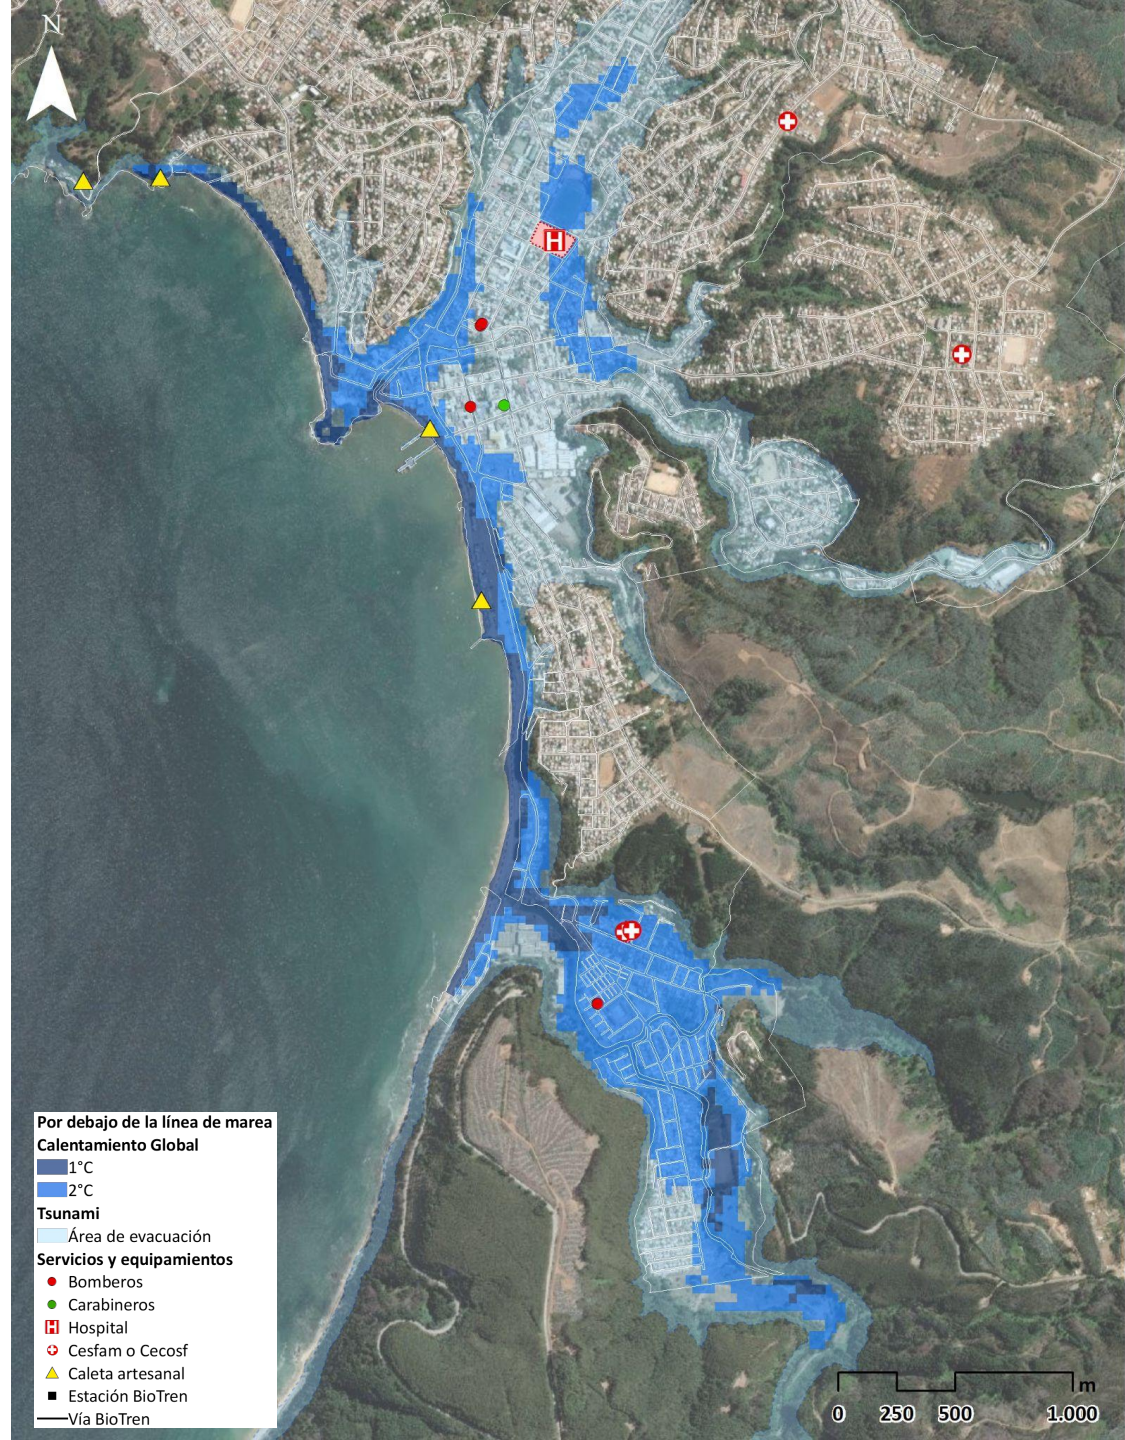 N
H
Por debajo de la línea de marea
Calentamiento Global
1°C
2°C
Tsunami
Área de evacuación
Servicios y equipamientos
Bomberos
Carabineros
H Hospital
Cesfam o Cecosf
Caleta artesanal
Estación BioTren
Vía BioTren
m
0 250 500 1.000